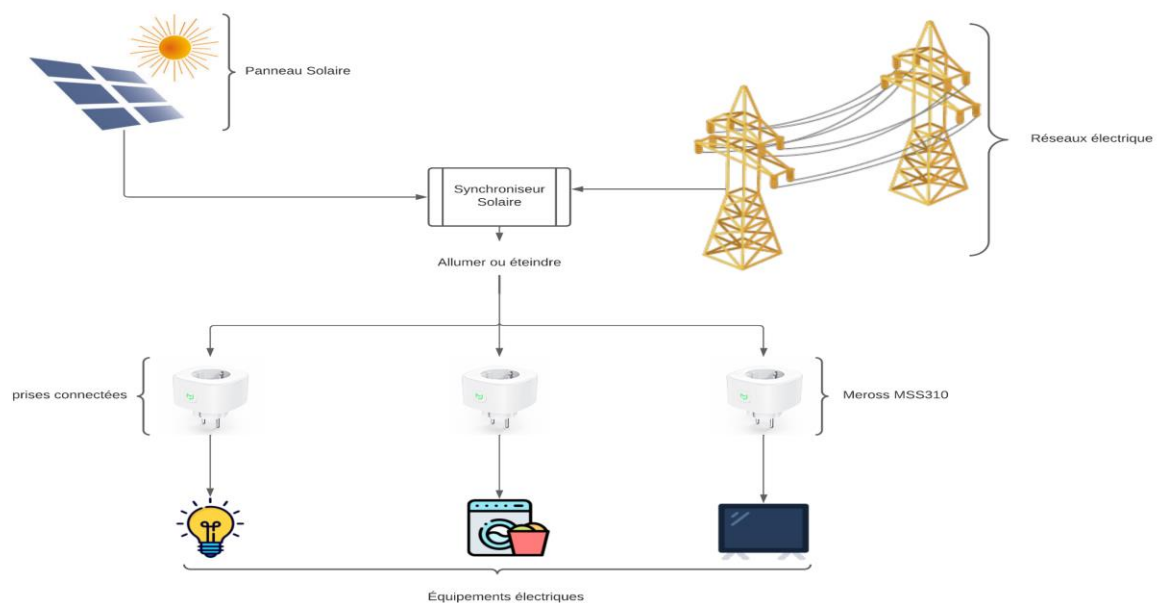 Panneau Solaire
Réseaux électrique
Synchroniseur
Solaire
Allumer ou éteindre
prises connectées
Meross MSS310
Équipements électriques